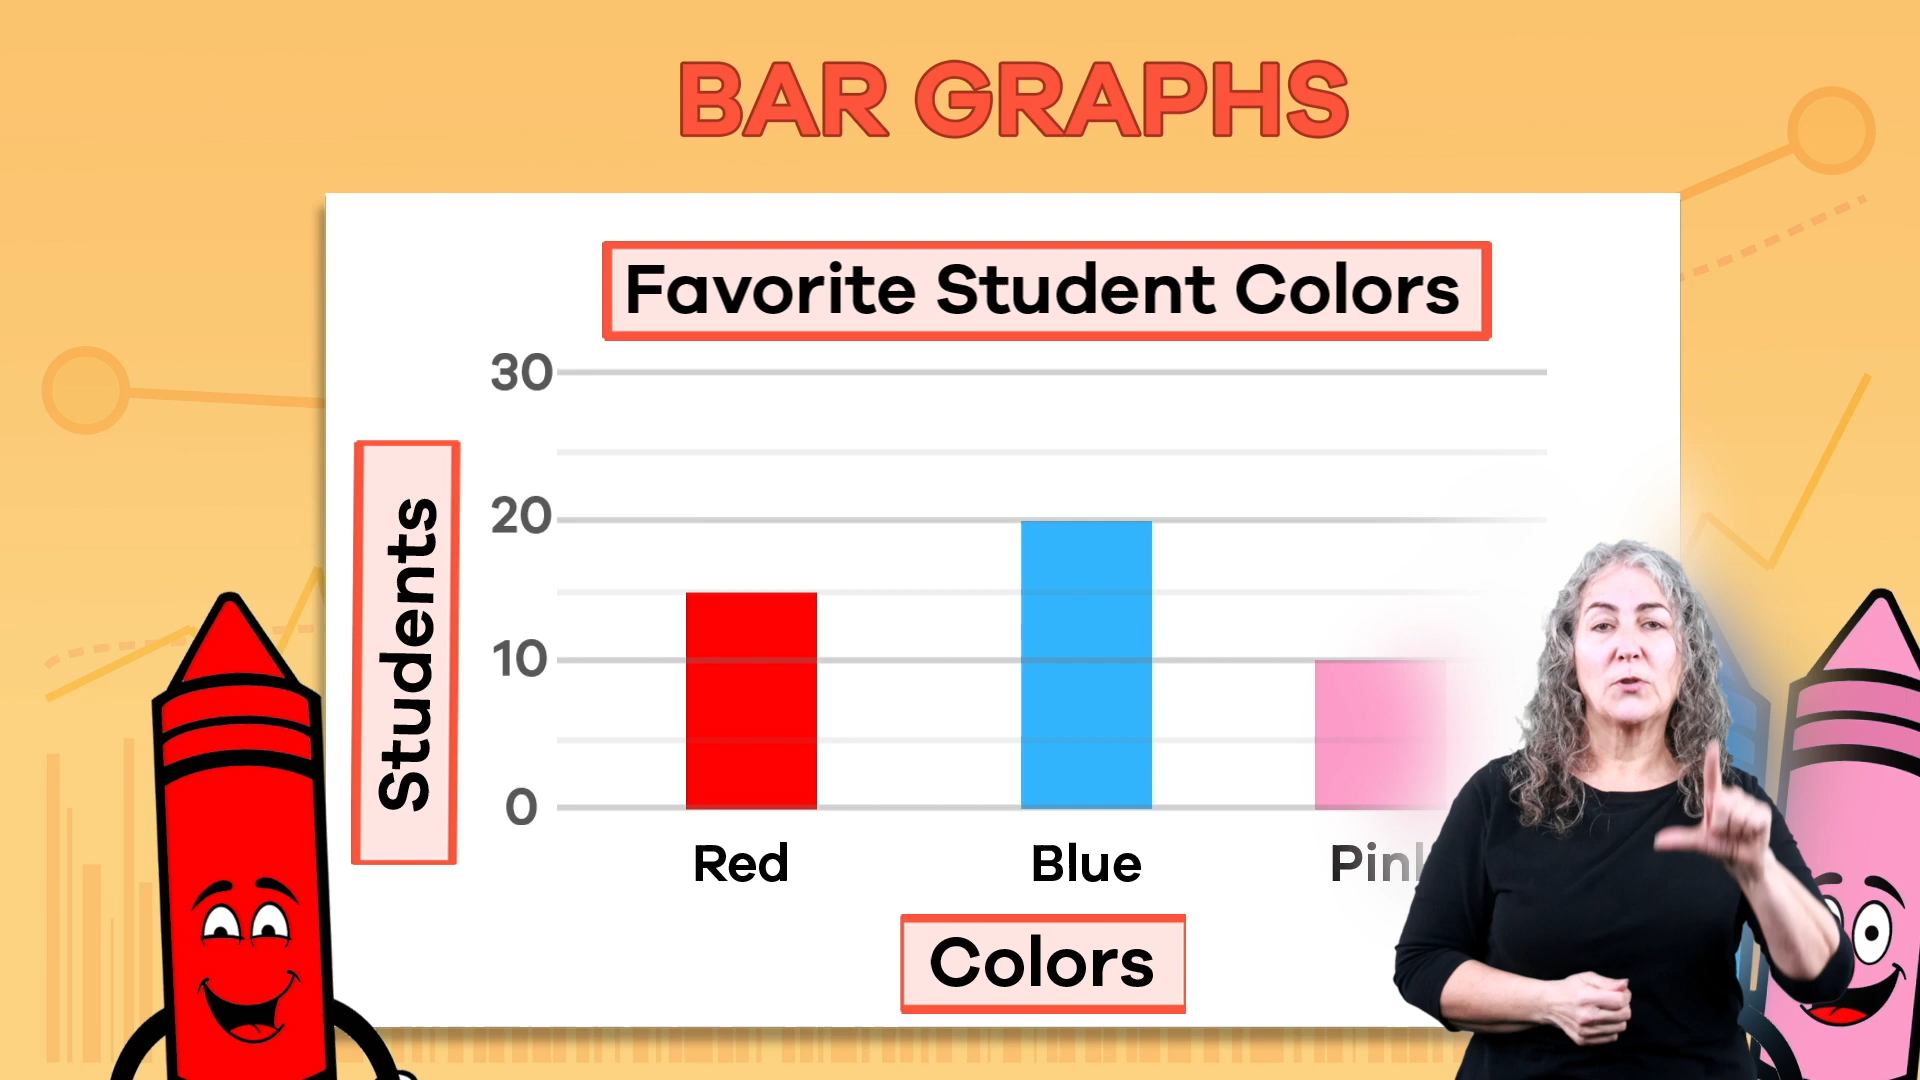 BAR GRAPHS
Favorite Student Colors
30
20
10
0
Students
Red Blue
Colors